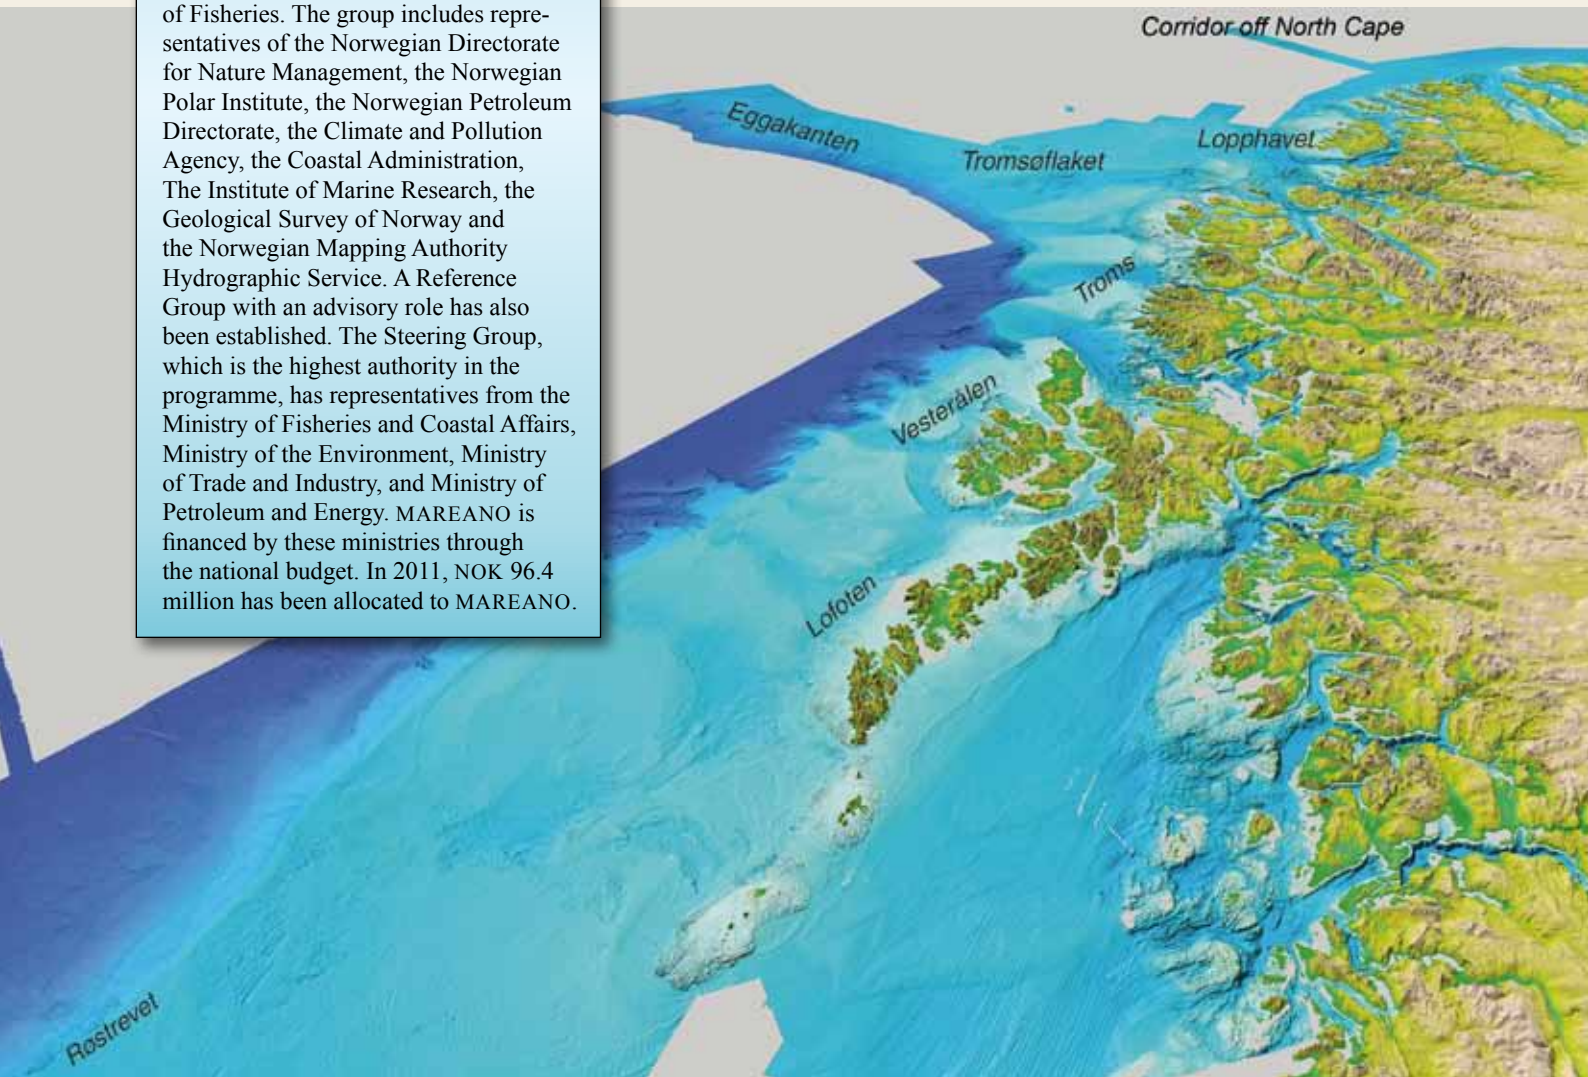 of Fisheries. The group includes repre-
sentatives of the Norwegian Directorate
for Nature Management, the Norwegian
Polar Institute, the Norwegian Petroleum
Directorate, the Climate and Pollution
Agency, the Coastal Administration,
The Institute of Marine Research, the
Geological Survey of Norway and
the Norwegian Mapping Authority
Hydrographic Service. A Reference
Group with an advisory role has also
been established. The Steering Group,
which is the highest authority in the
programme, has representatives from the
Ministry of Fisheries and Coastal Affairs,
Ministry of the Environment, Ministry
of Trade and Industry, and Ministry of
Petroleum and Energy. MAREANO is
financed by these ministries through
the national budget. In 2011, NOK 96.4
million has been allocated to MAREANO.
Corridor off North Cape
Eggakanten
Tromsøflaket
Lopphavet
Troms
Vesterålen
Lofoten
Røstrevet